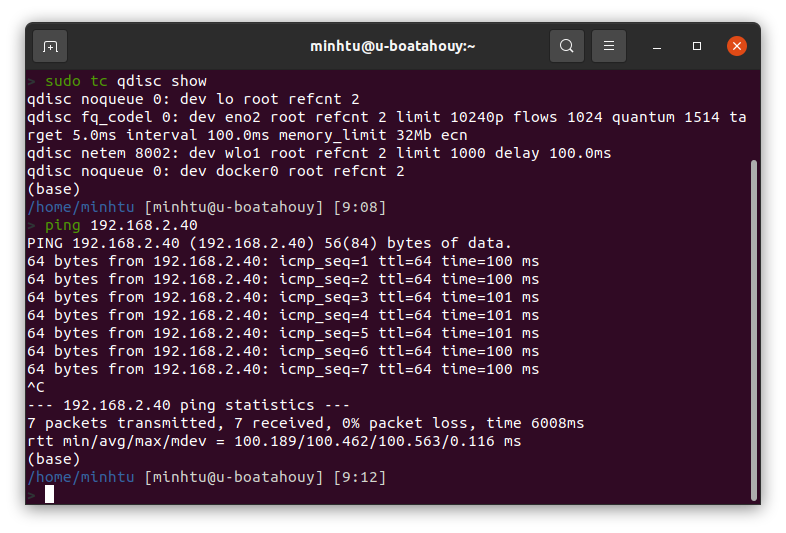 minhtu@u-boatahouy:~
> sudo tc qdisc show
qdisc noqueue 0: dev lo root refcnt 2
qdisc fq_codel 0: dev eno2 root refcnt 2 limit 10240p flows 1024 quantum 1514 ta
rget 5.0ms interval 100.0ms memory_limit 32Mb ecn
qdisc netem 8002: dev wlo1 root refcnt 2 limit 1000 delay 100.0ms
qdisc noqueue 0: dev docker0 root refcnt 2
(base)
/home/minhtu [minhtu@u-boatahouy] [9:08]
> ping 192.168.2.40
PING 192.168.2.40 (192.168.2.40) 56(84) bytes of data.
64 bytes from 192.168.2.40: icmp_seq=1 ttl=64 time=100 ms
64 bytes from 192.168.2.40: icmp_seq=2 ttl=64 time=100 ms
64 bytes from 192.168.2.40: icmp_seq=3 ttl=64 time=101 ms
64 bytes from 192.168.2.40: icmp_seq=4 ttl=64 time=101 ms
64 bytes from 192.168.2.40: icmp_seq=5 ttl=64 time=101 ms
64 bytes from 192.168.2.40: icmp_seq=6 ttl=64 time=100 ms
64 bytes from 192.168.2.40: icmp_seq=7 ttl=64 time=100 ms
^C
--- 192.168.2.40 ping statistics ---
7 packets transmitted, 7 received, 0% packet loss, time 6008ms
rtt min/avg/max/mdev = 100.189/100.462/100.563/0.116 ms
(base)
/home/minhtu [minhtu@u-boatahouy] [9:12]
>